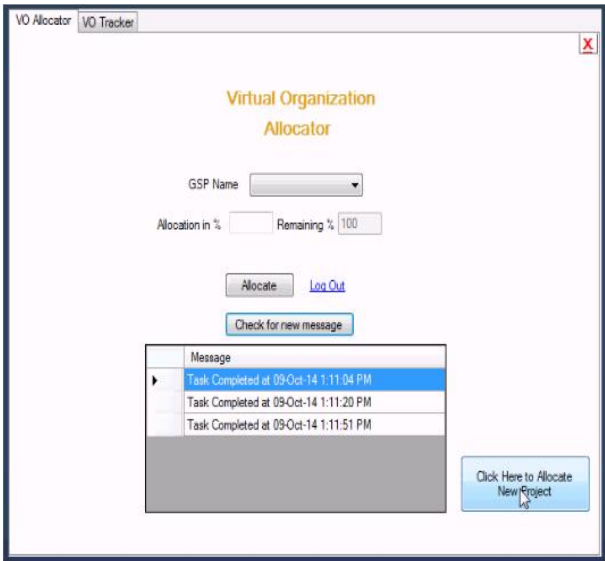 VO Allocator VO Tracker
X
Virtual Organization
Allocator
GSP Name
Allocation in % Remaining % 100
Allocate Log Out
Check for new message
Message
Task Completed at 09-Oct-14 1:11:04 PM
Task Completed at 09-Oct-14 1:11:20 PM
Task Completed at 09-Oct-14 1:11:51 PM
Click Here to Allocate
New Project